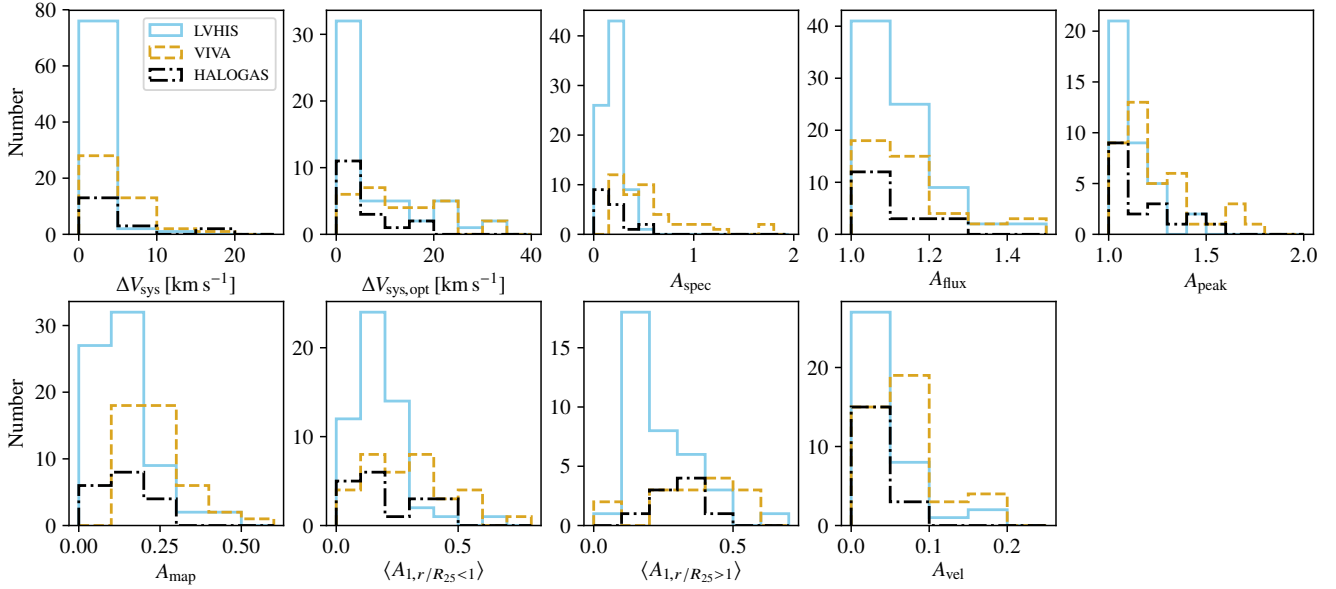 LVHIS
VIVA
HALOGAS
Number
80
60
40
20
0
0 10 20
ΔV_sys [km s⁻¹]
30
20
10
0
0 20 40
ΔV_sys,opt [km s⁻¹]
40
30
20
10
0
0 1 2
A_spec
40
30
20
10
0
1.0 1.2 1.4
A_flux
20
15
10
5
0
1.0 1.5 2.0
A_peak
Number
30
20
10
0
0.00 0.25 0.50
A_map
20
10
0
0.0 0.5
⟨A_1,r/R_25<1⟩
15
10
5
0
0.0 0.5
⟨A_1,r/R_25>1⟩
20
10
0
0.0 0.1 0.2
A_vel